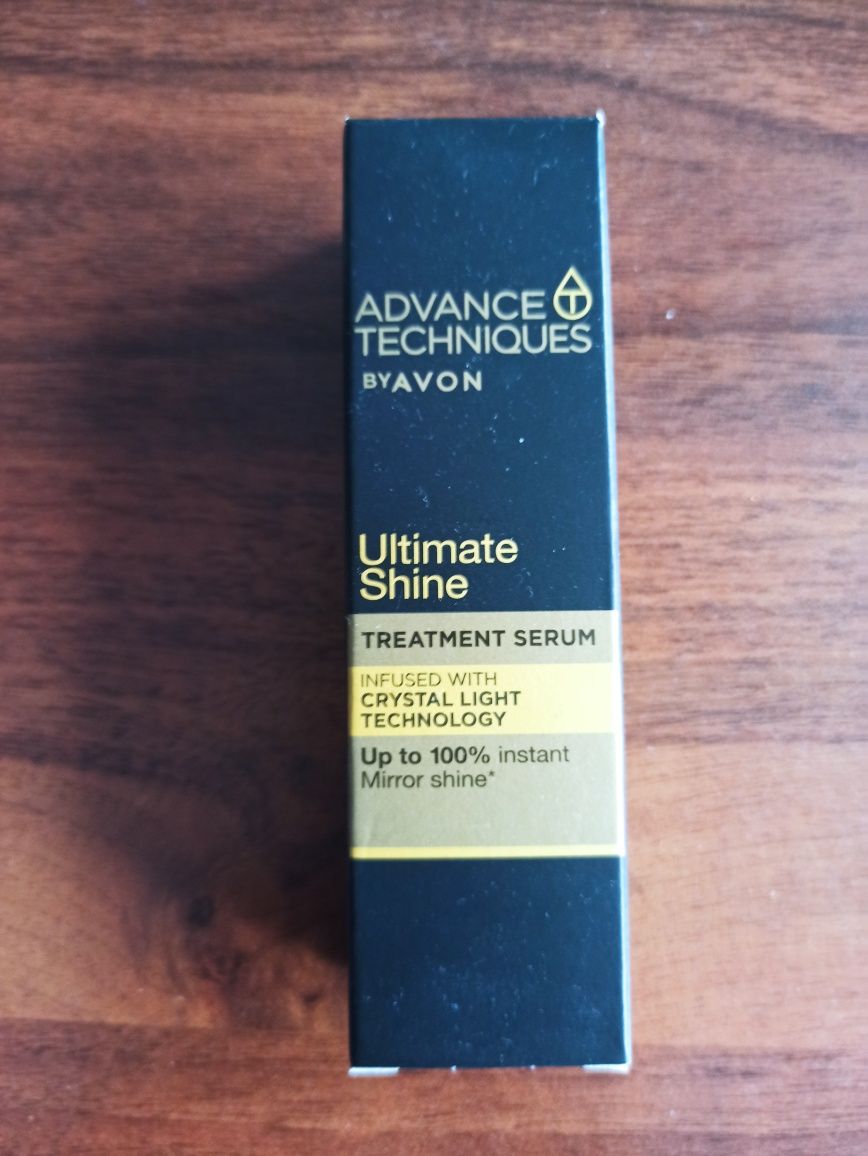 ADVANCE
TECHNIQUES
BY AVON
Ultimate
Shine
TREATMENT SERUM
INFUSED WITH
CRYSTAL LIGHT
TECHNOLOGY
Up to 100% instant
Mirror shine*